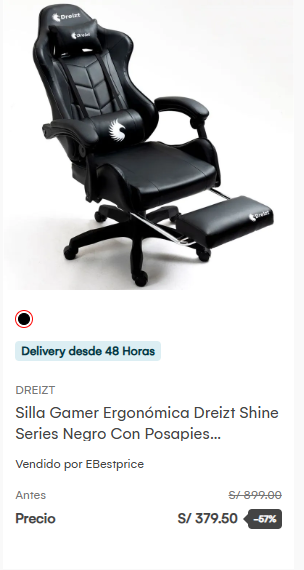 Dreizt
Dreizt
Dreizt
Delivery desde 48 Horas
DREIZT
Silla Gamer Ergonómica Dreizt Shine
Series Negro Con Posapies...
Vendido por EBestprice
Antes S/ 899.00
Precio S/ 379.50 -57%